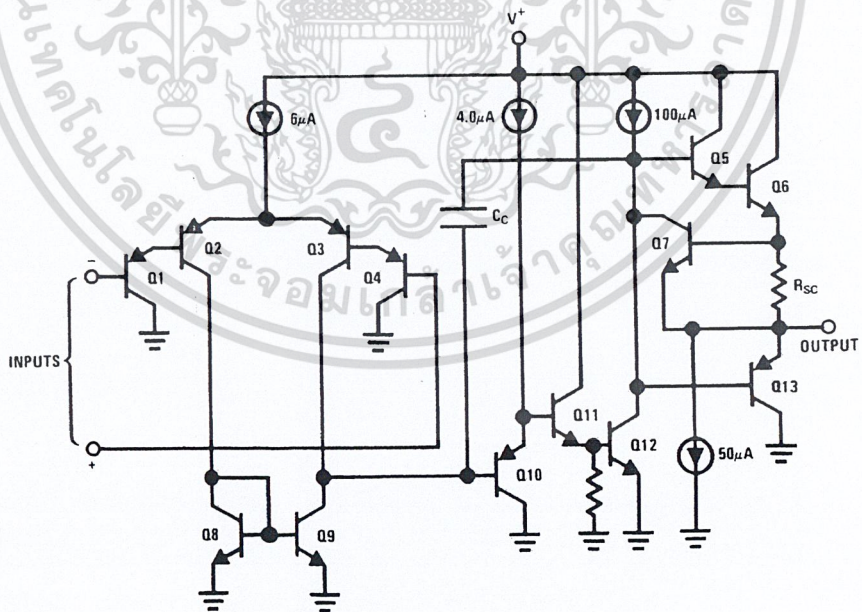 V+
6μA
4.0μA
100μA
Q5
Q6
Q2
Q3
CC
Q7
Q1
Q4
RSC
−
OUTPUT
INPUTS
Q11
Q13
+
Q10
Q12
50μA
Q8
Q9